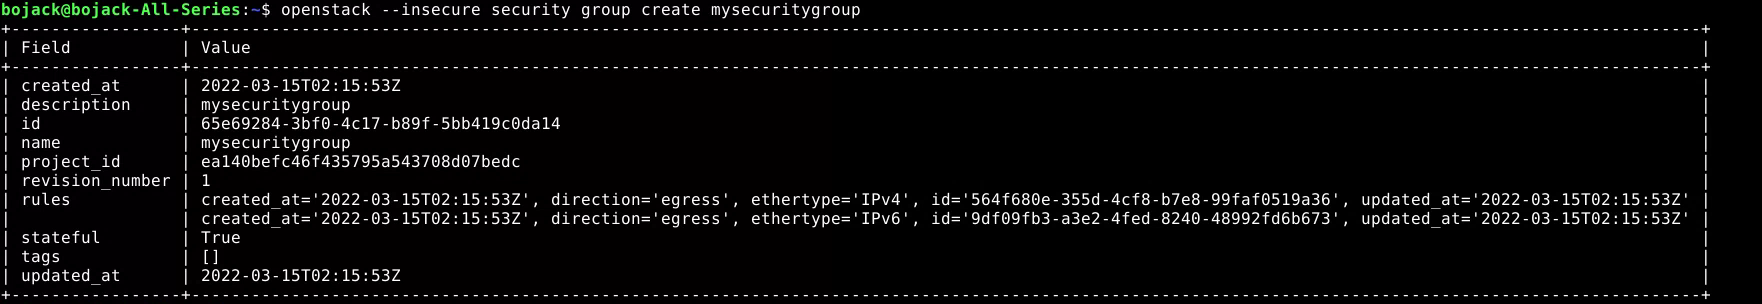 bojack@bojack-All-Series:~$ openstack --insecure security group create mysecuritygroup
+-----------------+------------------------------------------------------------------------------------------------------------------------------------------------------+
| Field           | Value                                                                                                                                                |
+-----------------+------------------------------------------------------------------------------------------------------------------------------------------------------+
| created_at      | 2022-03-15T02:15:53Z                                                                                                                                 |
| description     | mysecuritygroup                                                                                                                                      |
| id              | 65e69284-3bf0-4c17-b89f-5bb419c0da14                                                                                                                 |
| name            | mysecuritygroup                                                                                                                                      |
| project_id      | ea140befc46f435795a543708d07bedc                                                                                                                     |
| revision_number | 1                                                                                                                                                    |
| rules           | created_at='2022-03-15T02:15:53Z', direction='egress', ethertype='IPv4', id='564f680e-355d-4cf8-b7e8-99faf0519a36', updated_at='2022-03-15T02:15:53Z' |
|                 | created_at='2022-03-15T02:15:53Z', direction='egress', ethertype='IPv6', id='9df09fb3-a3e2-4fed-8240-48992fd6b673', updated_at='2022-03-15T02:15:53Z' |
| stateful        | True                                                                                                                                                 |
| tags            | []                                                                                                                                                   |
| updated_at      | 2022-03-15T02:15:53Z                                                                                                                                 |
+-----------------+------------------------------------------------------------------------------------------------------------------------------------------------------+